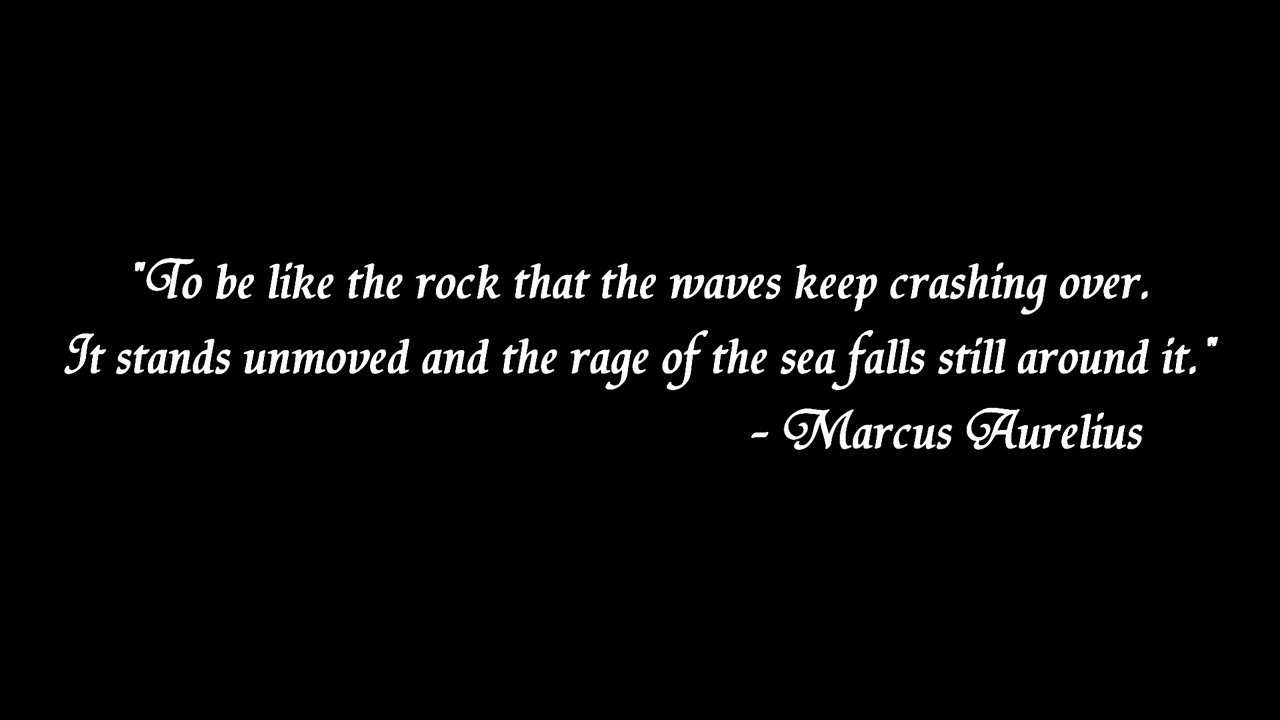 "To be like the rock that the waves keep crashing over.
It stands unmoved and the rage of the sea falls still around it."
- Marcus Aurelius